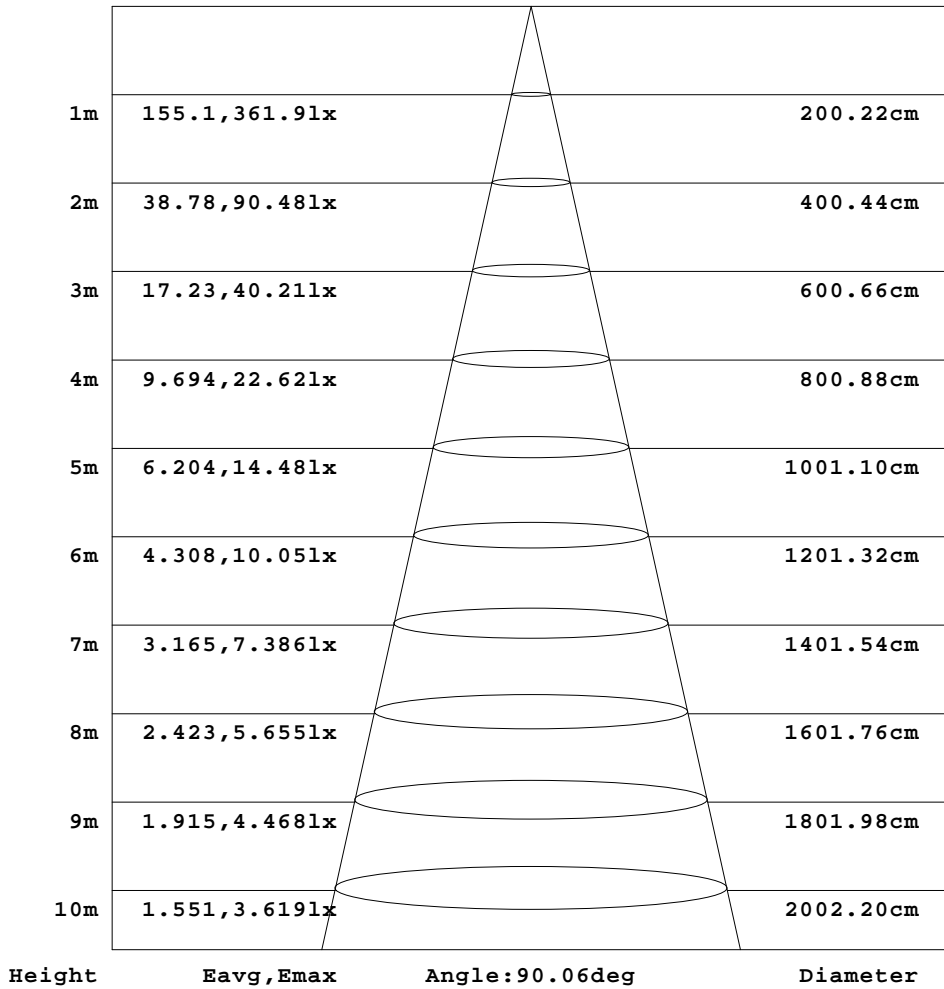 1m 155.1,361.9lx 200.22cm
2m 38.78,90.48lx 400.44cm
3m 17.23,40.21lx 600.66cm
4m 9.694,22.62lx 800.88cm
5m 6.204,14.48lx 1001.10cm
6m 4.308,10.05lx 1201.32cm
7m 3.165,7.386lx 1401.54cm
8m 2.423,5.655lx 1601.76cm
9m 1.915,4.468lx 1801.98cm
10m 1.551,3.619lx 2002.20cm
Height Eavg,Emax Angle:90.06deg Diameter